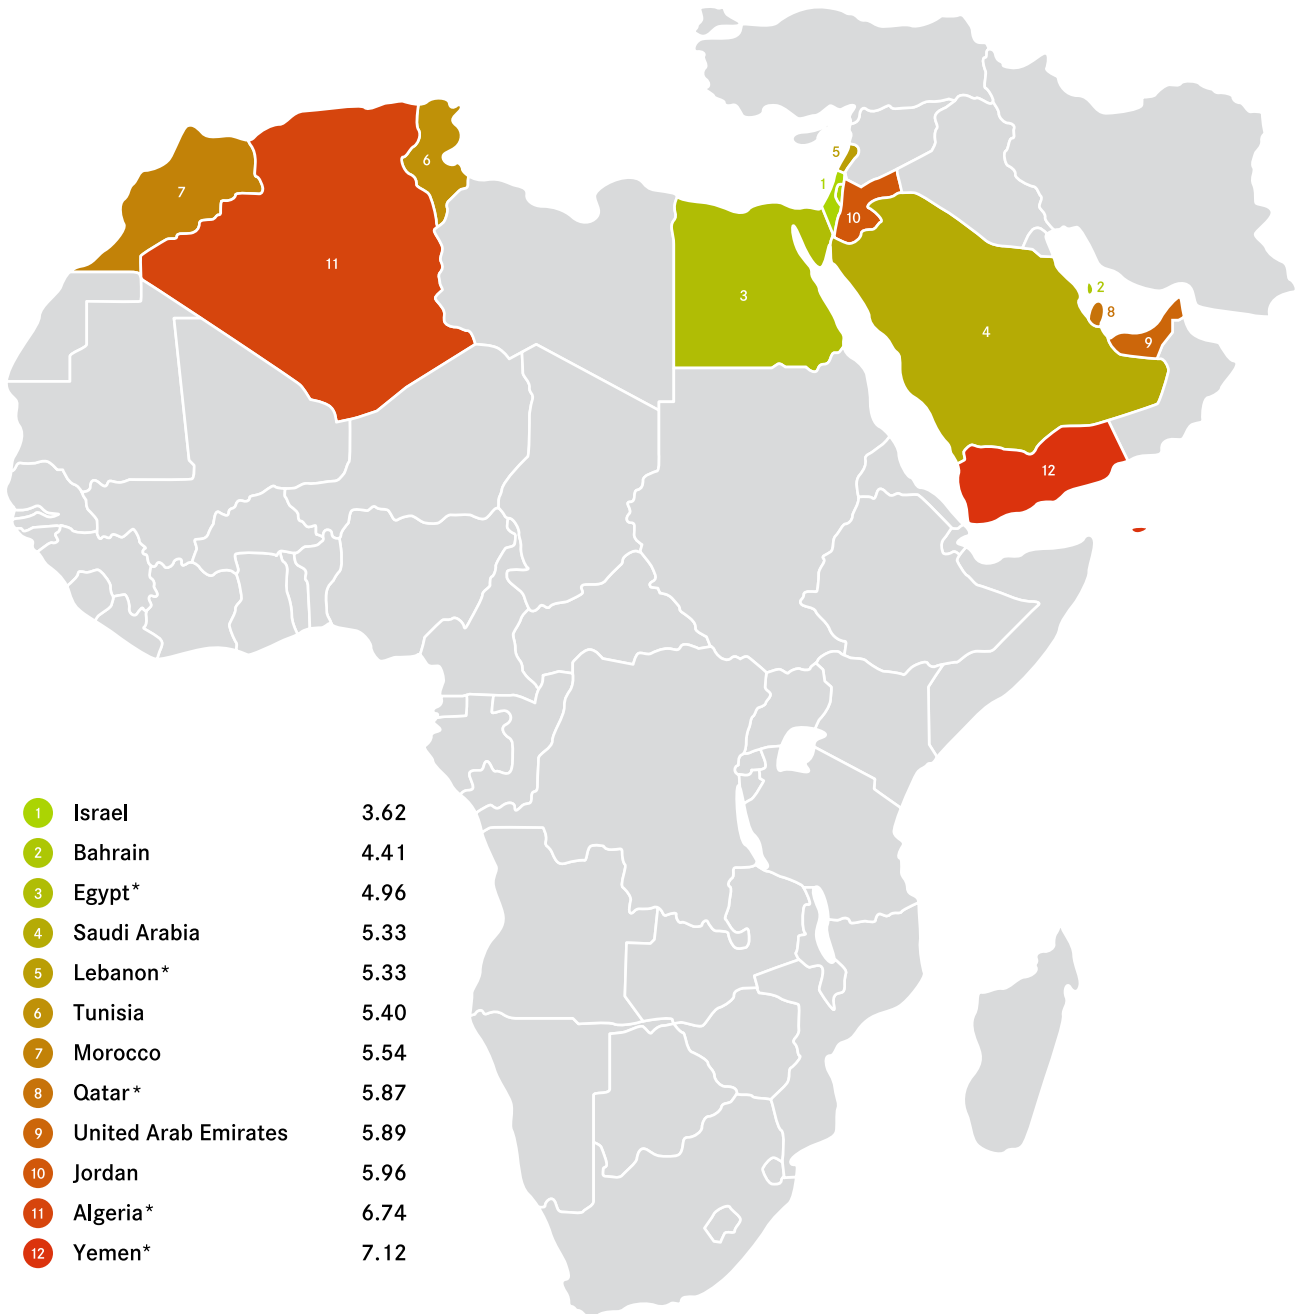 5
6
1
7
10
11
2
3
8
4
9
12
1 Israel 3.62
2 Bahrain 4.41
3 Egypt* 4.96
4 Saudi Arabia 5.33
5 Lebanon* 5.33
6 Tunisia 5.40
7 Morocco 5.54
8 Qatar* 5.87
9 United Arab Emirates 5.89
10 Jordan 5.96
11 Algeria* 6.74
12 Yemen* 7.12